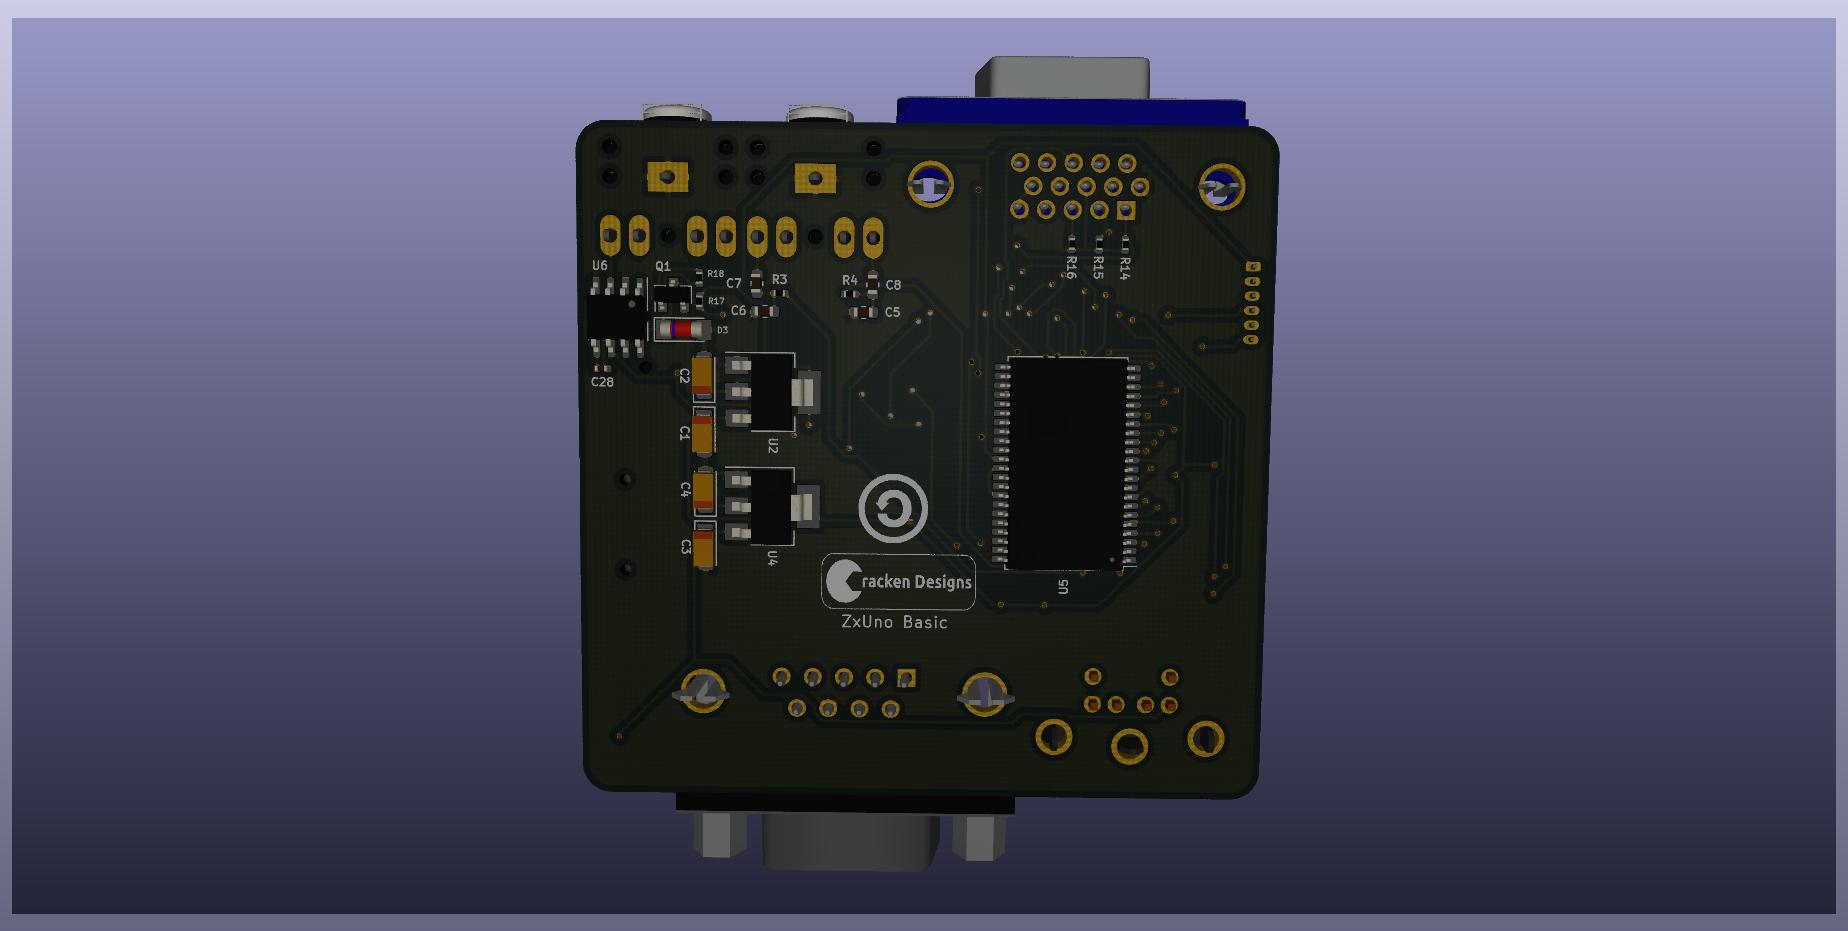 R16
R15
R14
U6
Q1
R18
C7
R3
R4
C8
R17
C6
C5
D3
C28
C2
C1
U2
C4
C3
U4
U5
racken Designs
ZxUno Basic